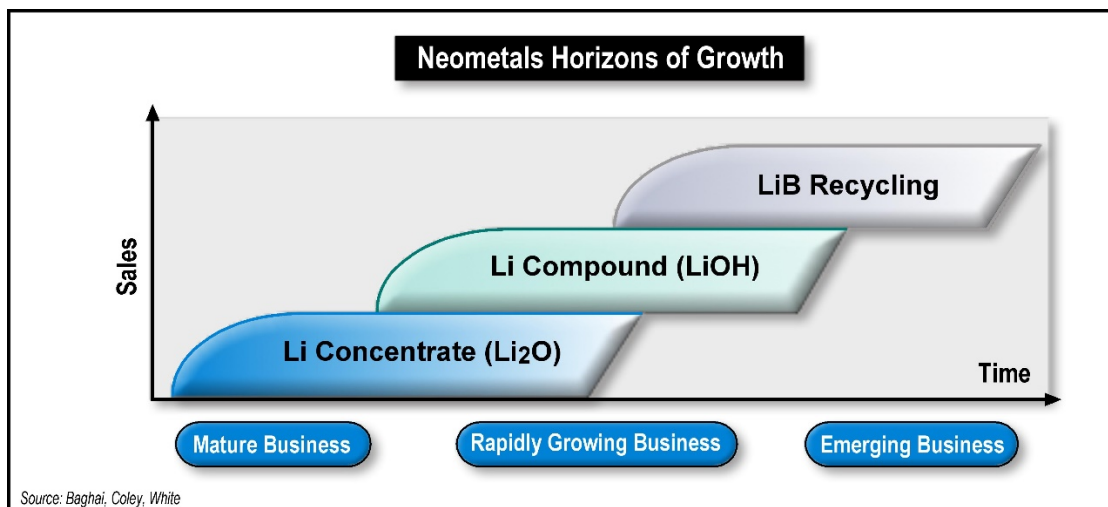 Neometals Horizons of Growth
LiB Recycling
Li Compound (LiOH)
Sales
Li Concentrate (Li2O)
Time
Mature Business
Rapidly Growing Business
Emerging Business
Source: Baghai, Coley, White